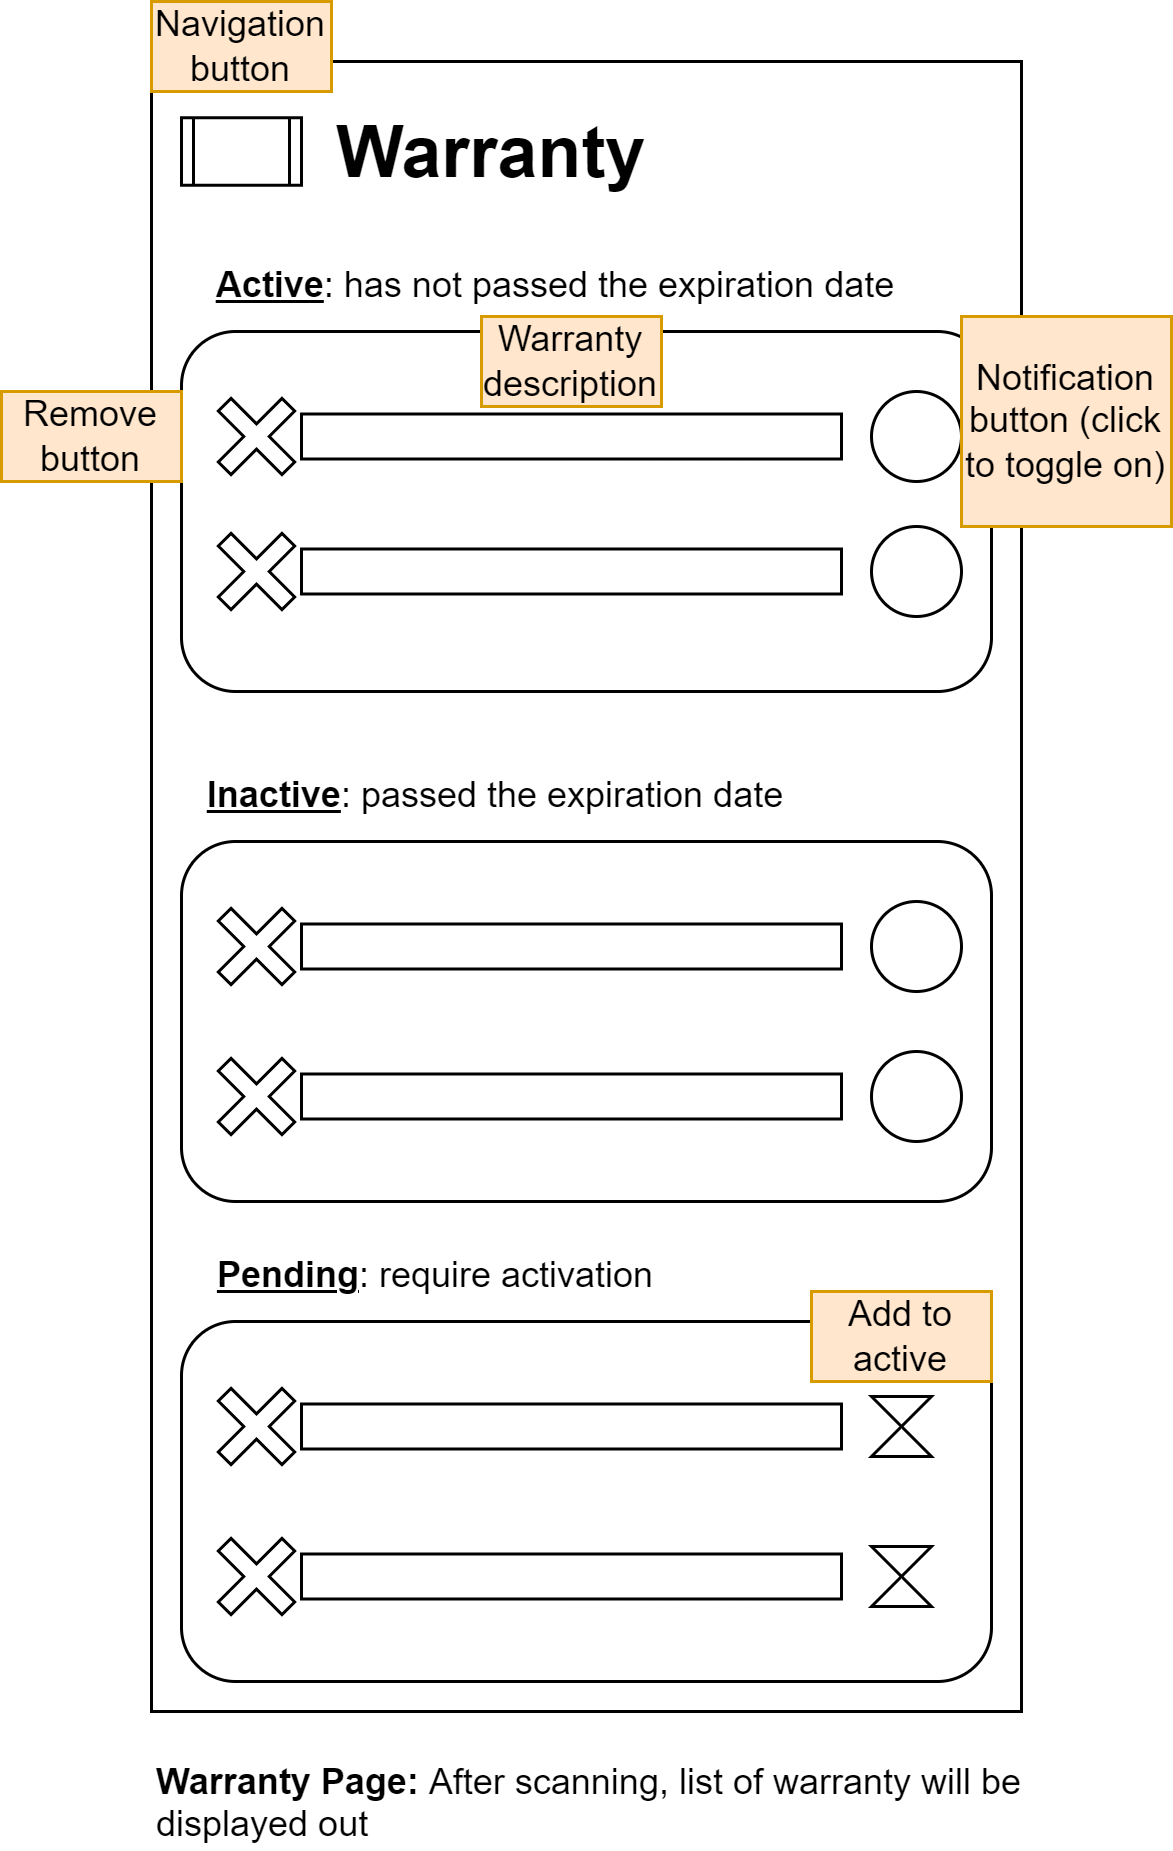 Navigation
button
Warranty
Active: has not passed the expiration date
Warranty
description
Notification
button (click
to toggle on)
Remove
button
Inactive: passed the expiration date
Pending: require activation
Add to
active
Warranty Page: After scanning, list of warranty will be
displayed out